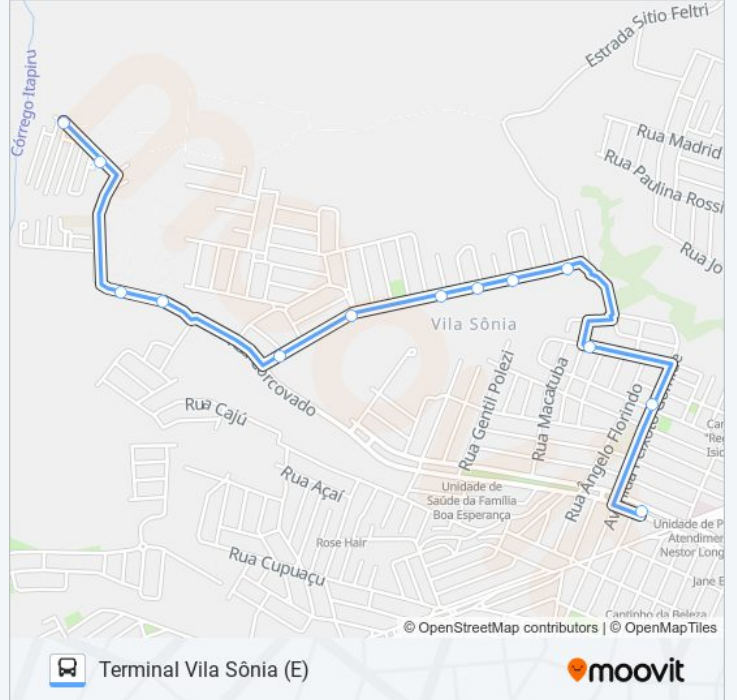 Estrada Sitio Feltri
Córrego Itapiru
Rua Madrid
Rua Paulina Rossi
Rua Jo
Vila Sônia
Corcovado
Rua Gentil Polezi
Rua Macatuba
Rua Ângelo Florindo
Rua Cajú
Rua Açaí
Unidade de
Saúde da Família
Boa Esperança
Rose Hair
Rua Cupuaçu
Unidade de P
Atendimen
Nestor Long
Jane E
Cantinho da Beleza
© OpenStreetMap contributors | © OpenMapTiles
Terminal Vila Sônia (E)
moovit